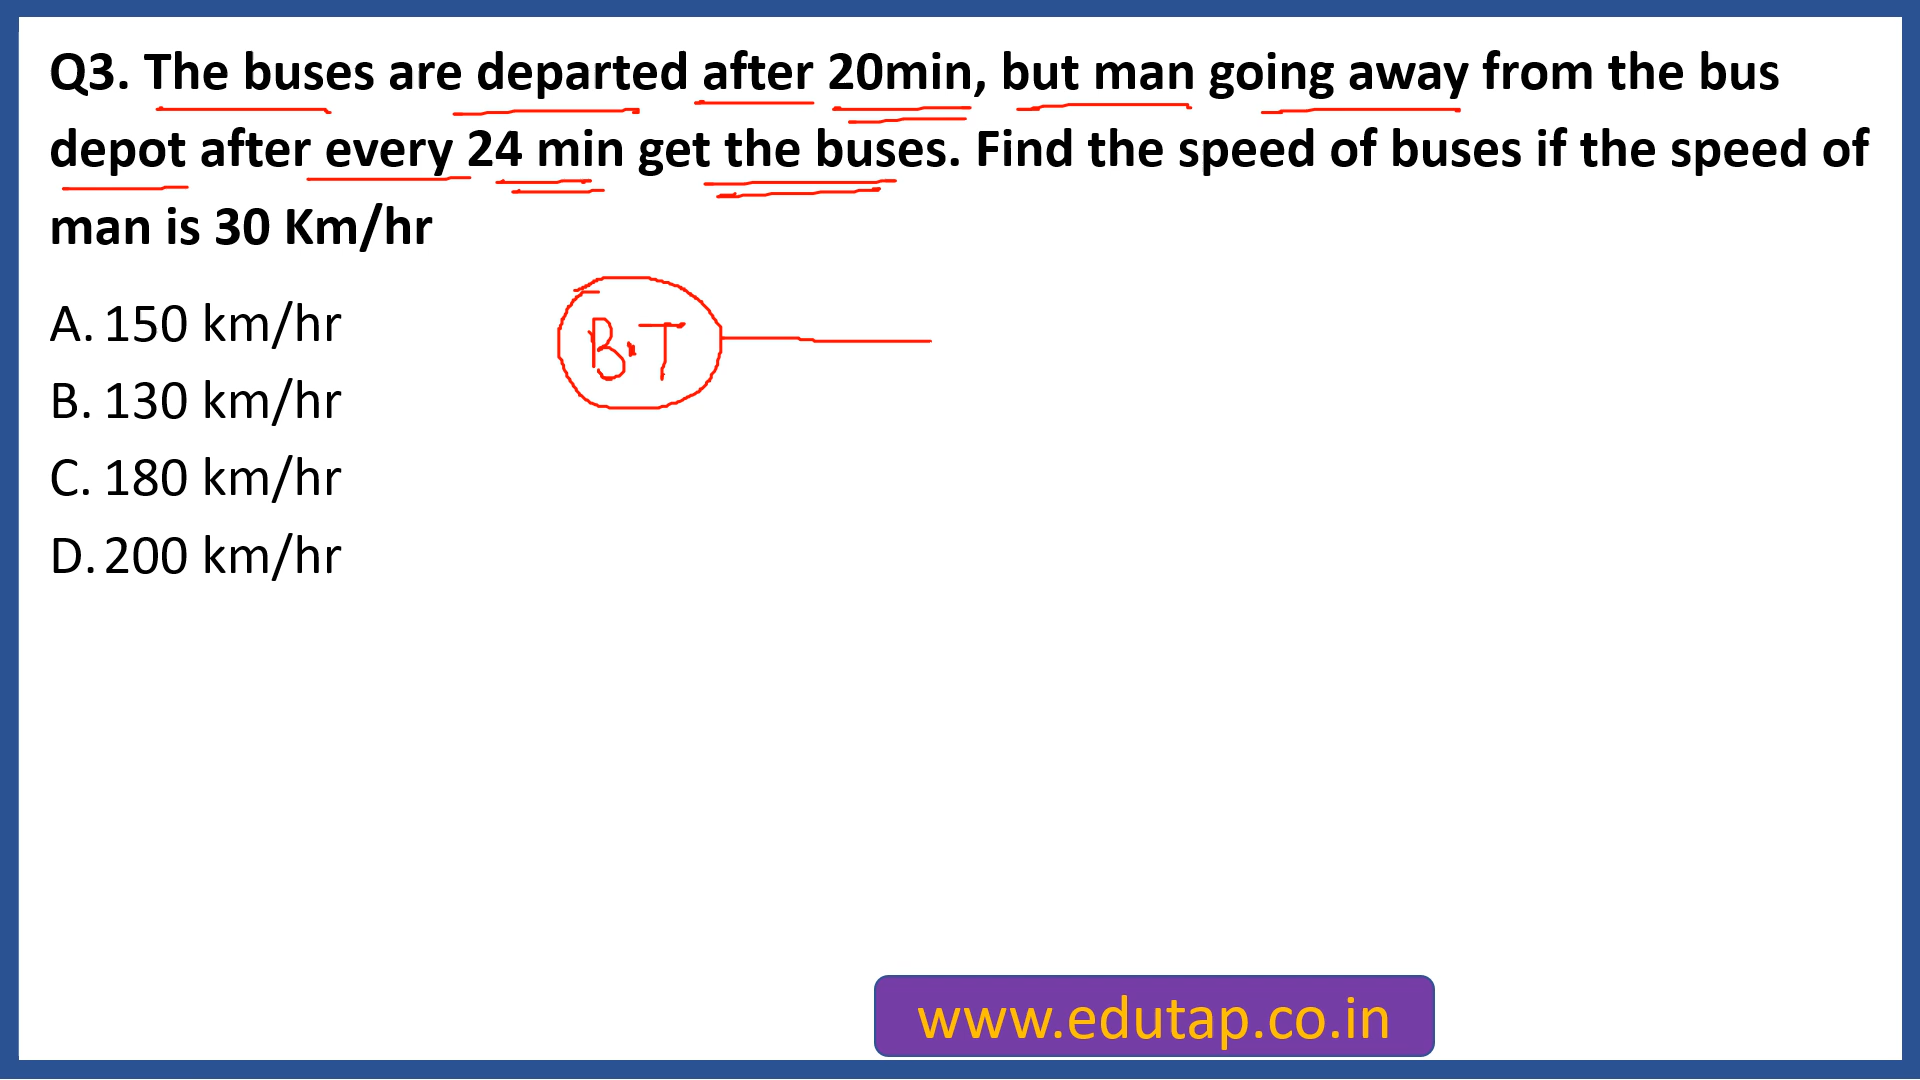 Q3. The buses are departed after 20min, but man going away from the bus
depot after every 24 min get the buses. Find the speed of buses if the speed of
man is 30 Km/hr
A. 150 km/hr
B. 130 km/hr
C. 180 km/hr
D. 200 km/hr
B.T
www.edutap.co.in